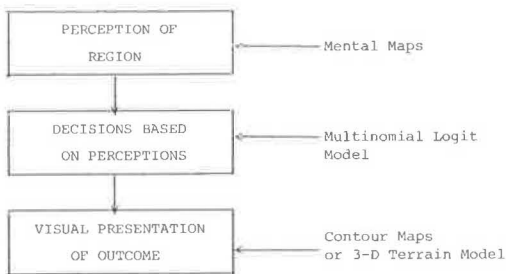 PERCEPTION OF
REGION
Mental Maps
DECISIONS BASED
ON PERCEPTIONS
Multinomial Logit
Model
VISUAL PRESENTATION
OF OUTCOME
Contour Maps
or 3-D Terrain Model